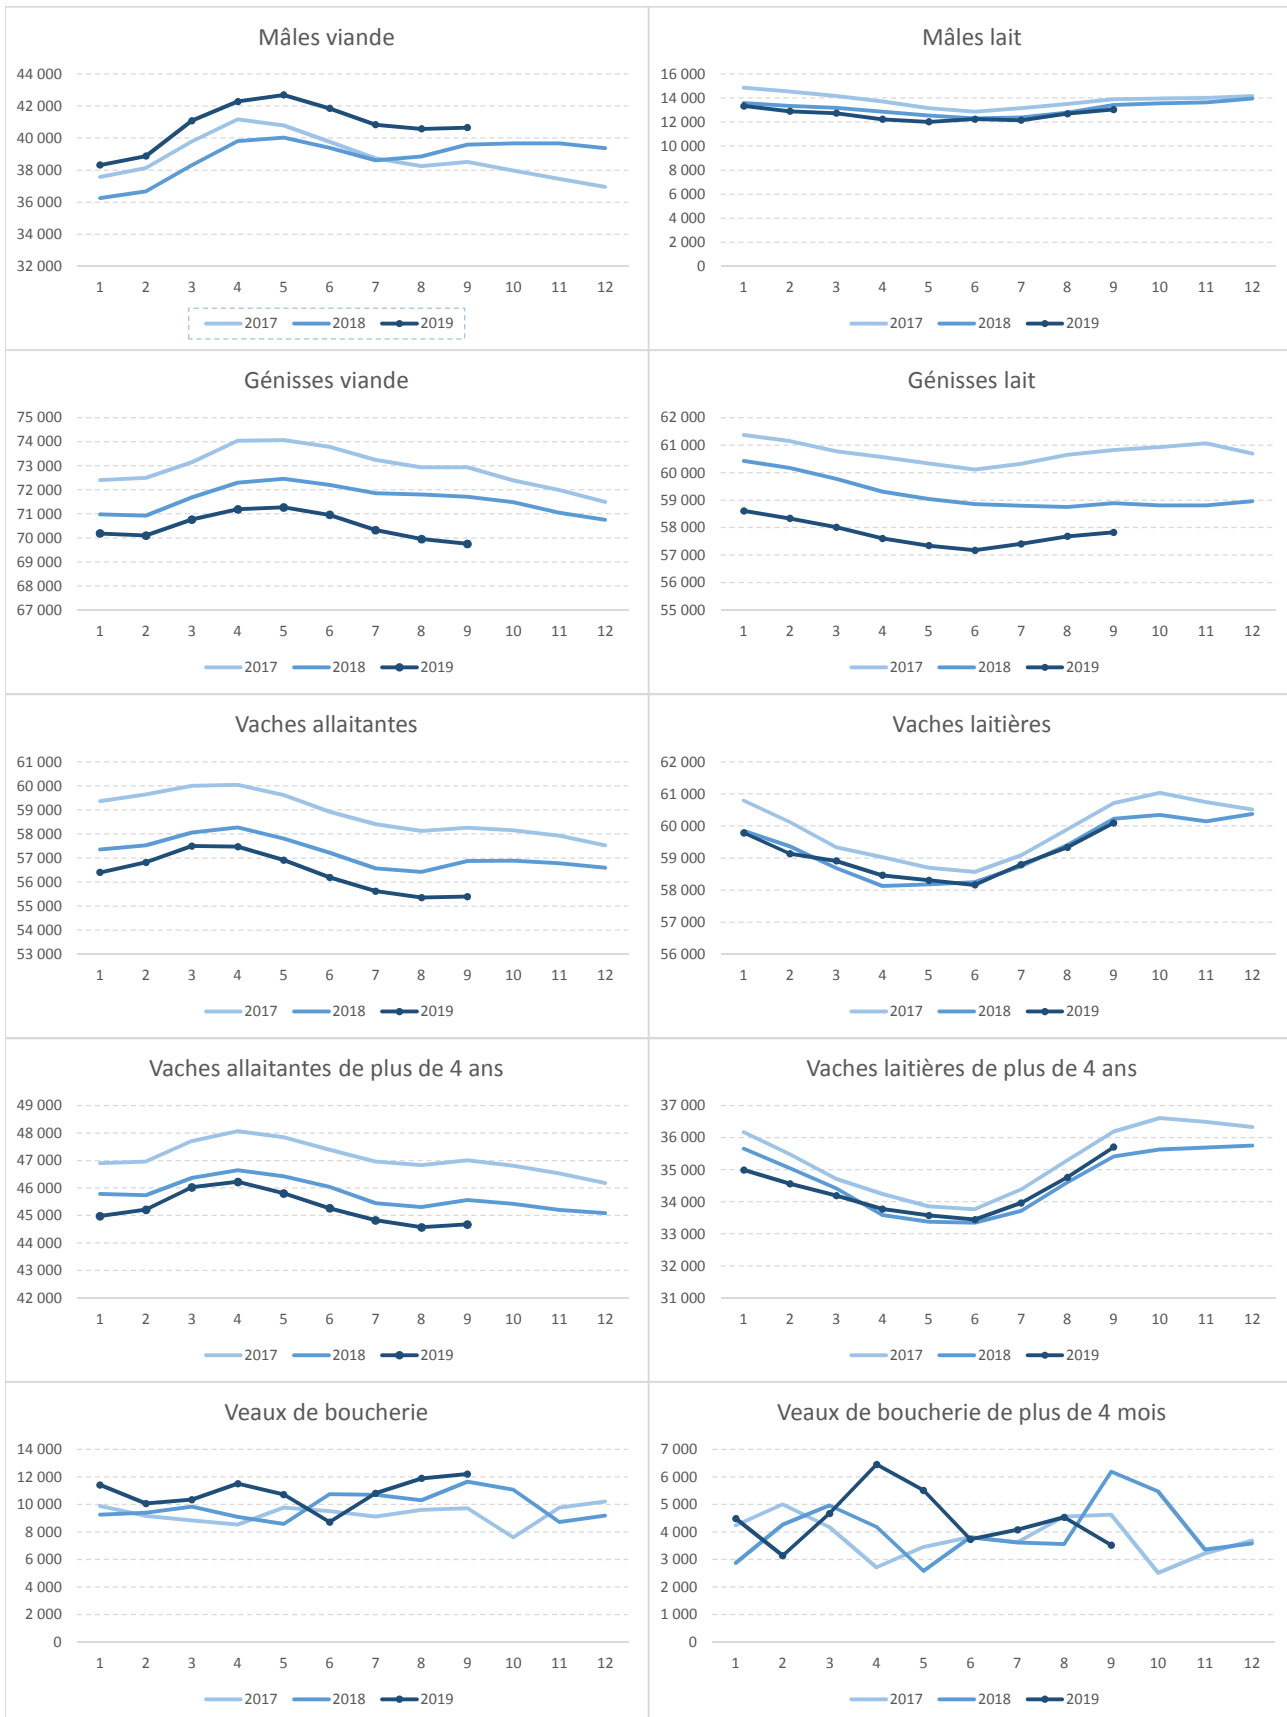 Mâles viande
44 000
42 000
40 000
38 000
36 000
34 000
32 000
1 2 3 4 5 6 7 8 9 10 11 12
2017 2018 2019
Mâles lait
16 000
14 000
12 000
10 000
8 000
6 000
4 000
2 000
0
1 2 3 4 5 6 7 8 9 10 11 12
2017 2018 2019
Génisses viande
75 000
74 000
73 000
72 000
71 000
70 000
69 000
68 000
67 000
1 2 3 4 5 6 7 8 9 10 11 12
2017 2018 2019
Génisses lait
62 000
61 000
60 000
59 000
58 000
57 000
56 000
55 000
1 2 3 4 5 6 7 8 9 10 11 12
2017 2018 2019
Vaches allaitantes
61 000
60 000
59 000
58 000
57 000
56 000
55 000
54 000
53 000
1 2 3 4 5 6 7 8 9 10 11 12
2017 2018 2019
Vaches laitières
62 000
61 000
60 000
59 000
58 000
57 000
56 000
1 2 3 4 5 6 7 8 9 10 11 12
2017 2018 2019
Vaches allaitantes de plus de 4 ans
49 000
48 000
47 000
46 000
45 000
44 000
43 000
42 000
1 2 3 4 5 6 7 8 9 10 11 12
2017 2018 2019
Vaches laitières de plus de 4 ans
37 000
36 000
35 000
34 000
33 000
32 000
31 000
1 2 3 4 5 6 7 8 9 10 11 12
2017 2018 2019
Veaux de boucherie
14 000
12 000
10 000
8 000
6 000
4 000
2 000
0
1 2 3 4 5 6 7 8 9 10 11 12
2017 2018 2019
Veaux de boucherie de plus de 4 mois
7 000
6 000
5 000
4 000
3 000
2 000
1 000
0
1 2 3 4 5 6 7 8 9 10 11 12
2017 2018 2019